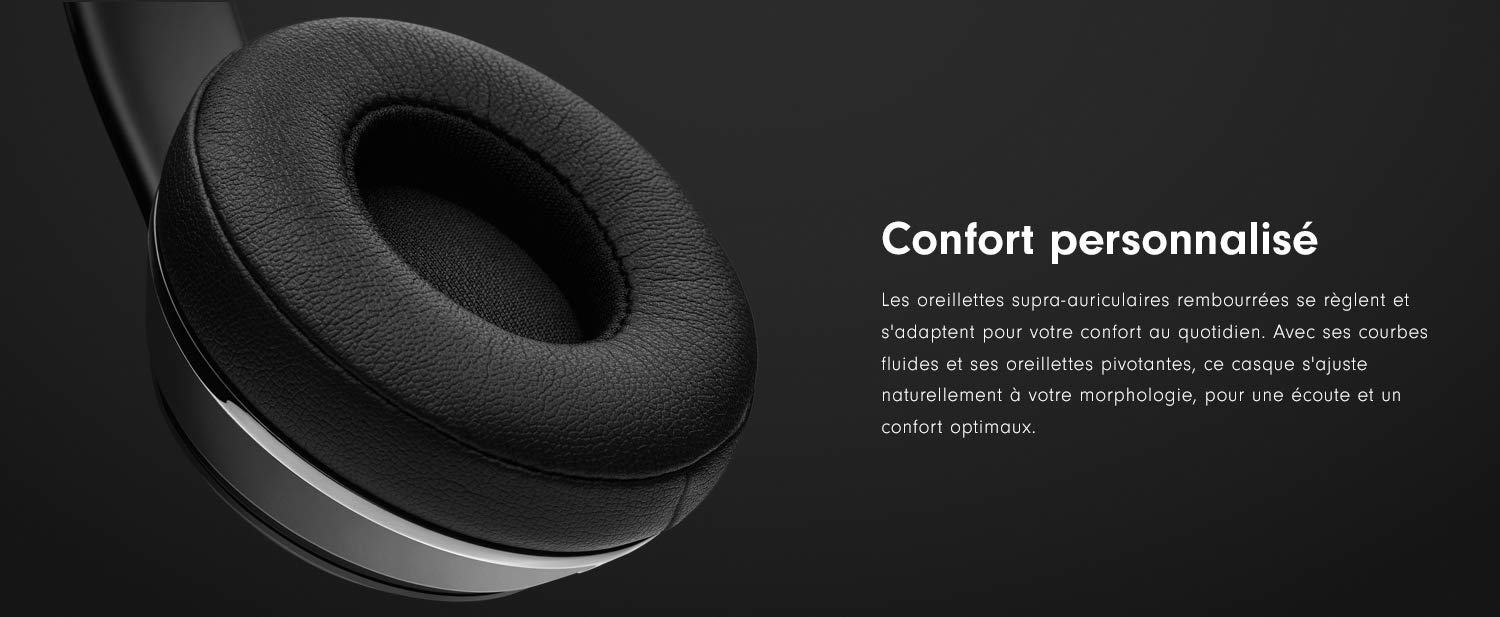 Confort personnalisé
Les oreillettes supra-auriculaires rembourrées se règlent et
s'adaptent pour votre confort au quotidien. Avec ses courbes
fluides et ses oreillettes pivotantes, ce casque s'ajuste
naturellement à votre morphologie, pour une écoute et un
confort optimaux.